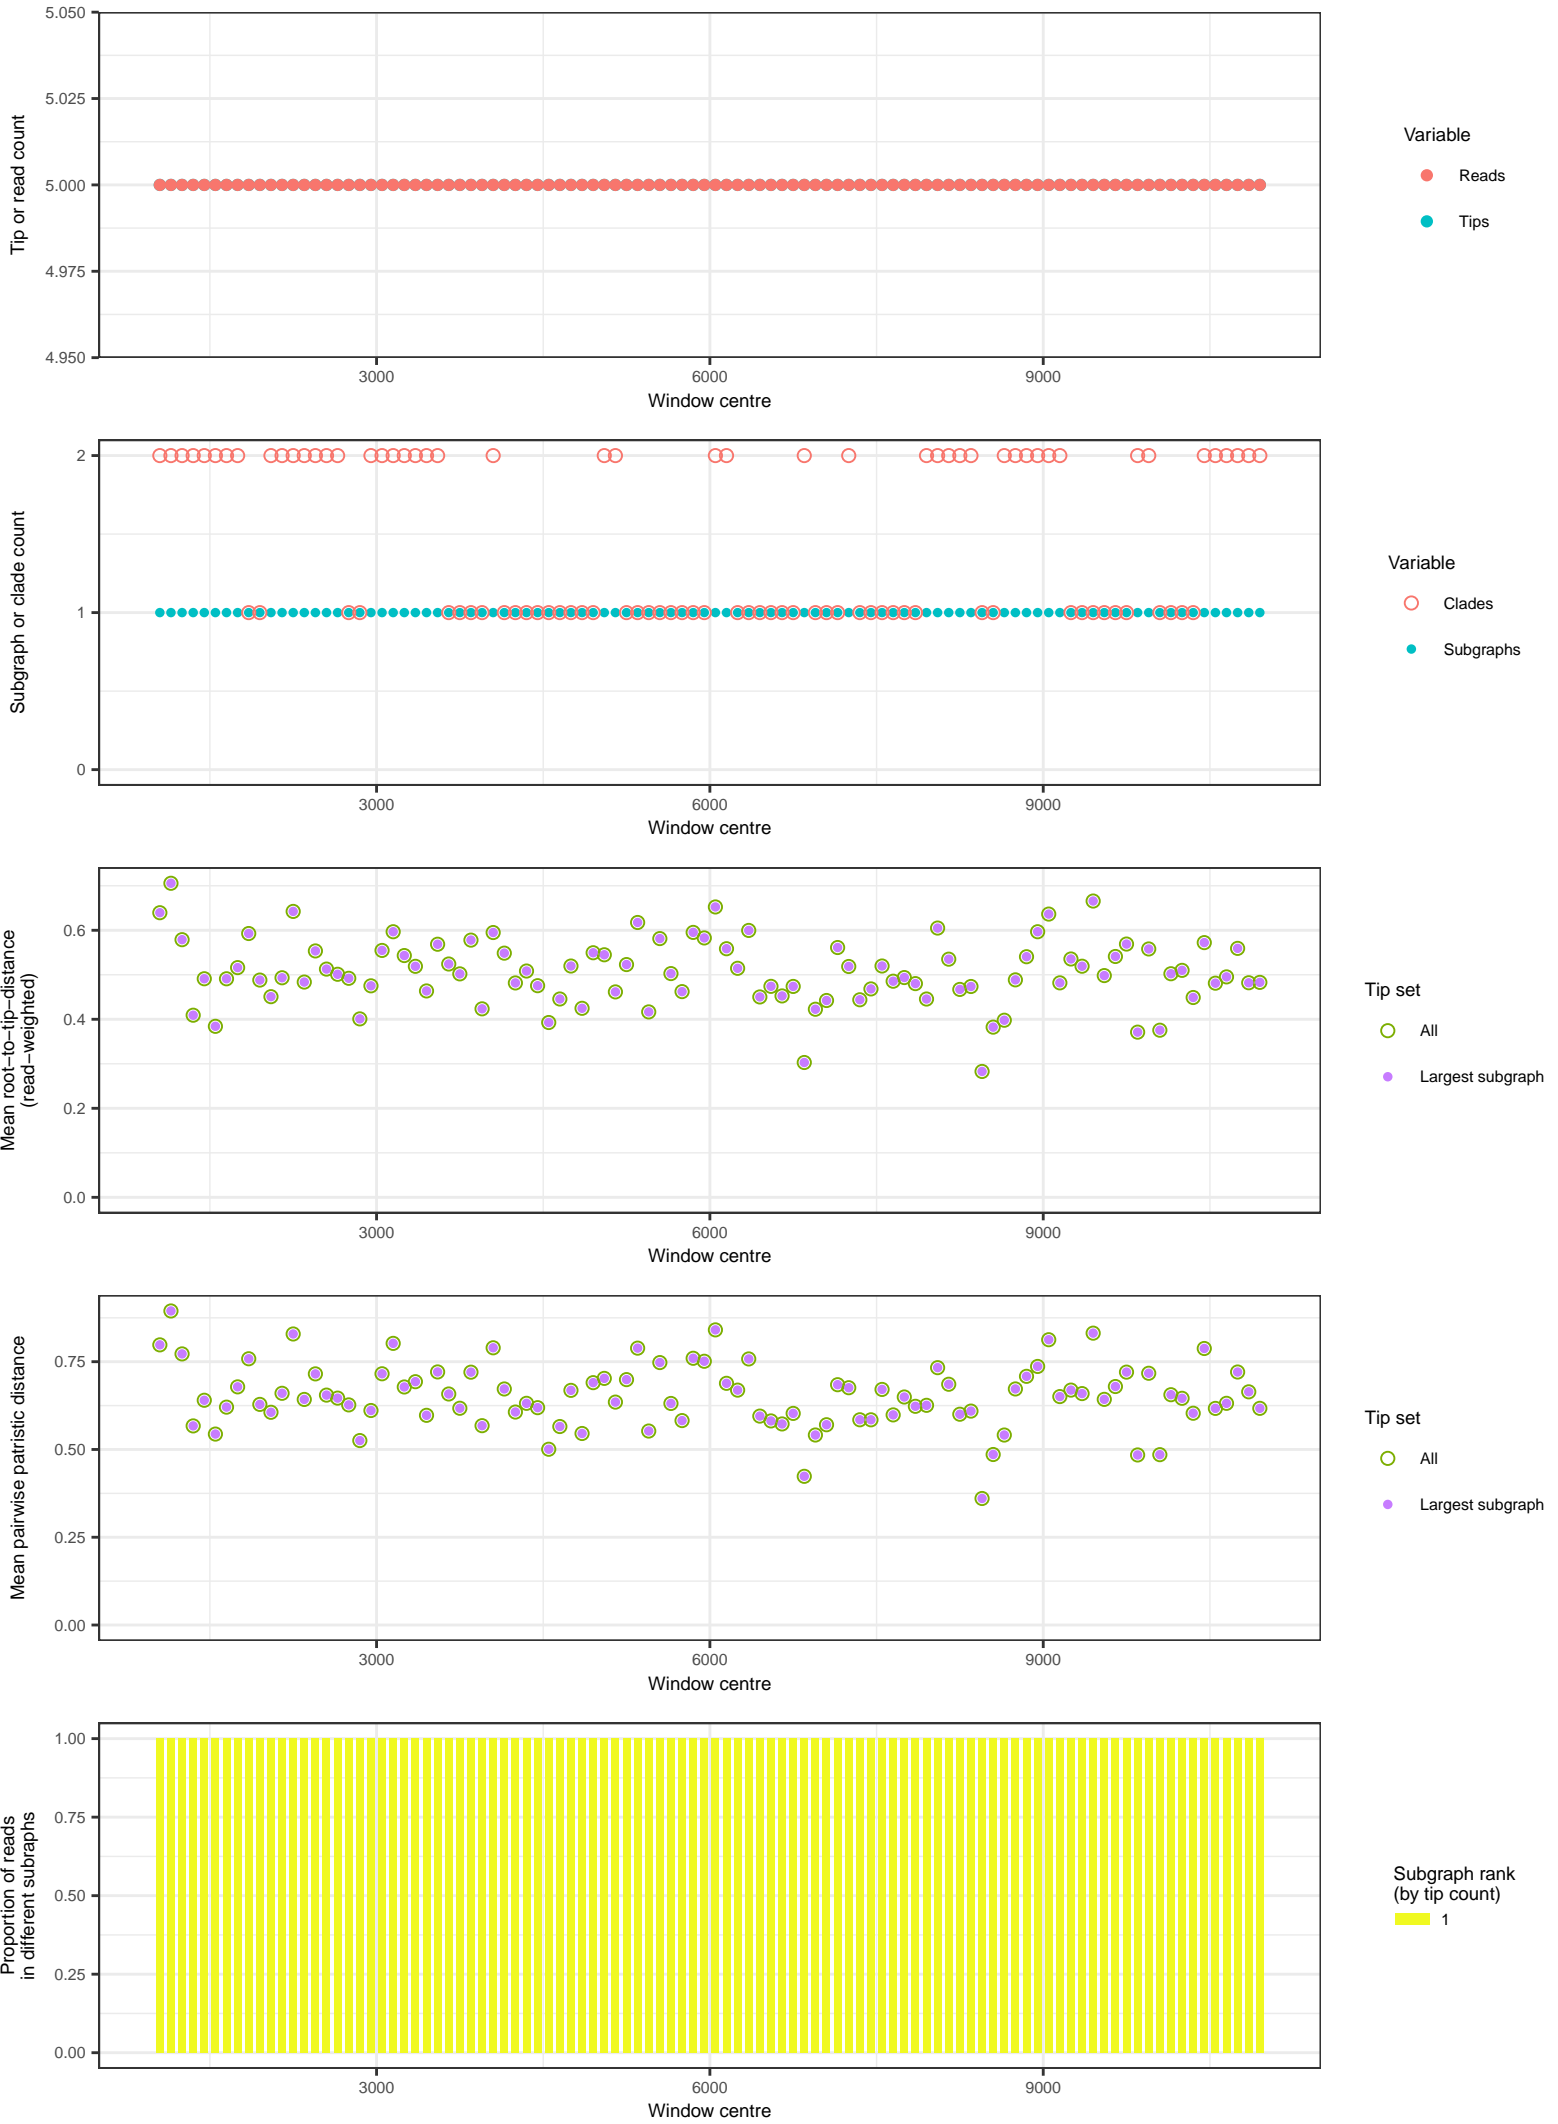 5.050
5.025
5.000
4.975
4.950
Tip or read count
3000
6000
9000
Window centre
Variable
Reads
Tips
2
1
0
Subgraph or clade count
3000
6000
9000
Window centre
Variable
Clades
Subgraphs
0.6
0.4
0.2
0.0
Mean root−to−tip−distance
(read−weighted)
3000
6000
9000
Window centre
Tip set
All
Largest subgraph
0.75
0.50
0.25
0.00
Mean pairwise patristic distance
3000
6000
9000
Window centre
Tip set
All
Largest subgraph
1.00
0.75
0.50
0.25
0.00
Proportion of reads
in different subraphs
3000
6000
9000
Window centre
Subgraph rank
(by tip count)
1